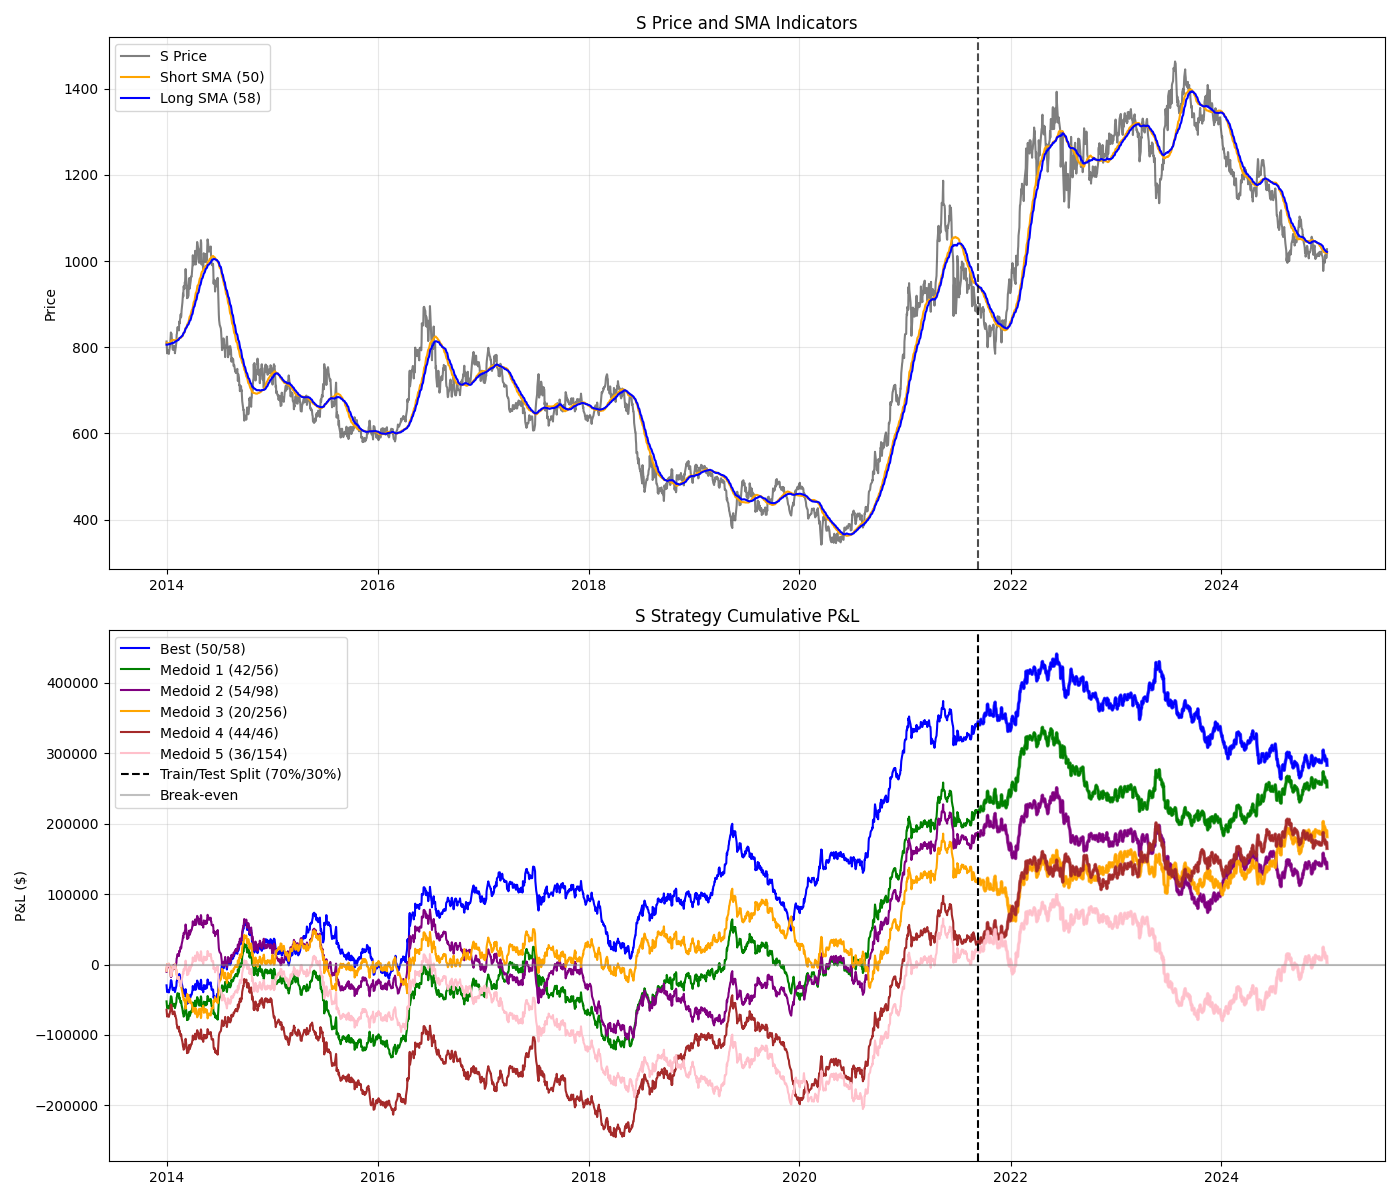 S Price and SMA Indicators
S Price
Short SMA (50)
Long SMA (58)
Price
1400
1200
1000
800
600
400
2014
2016
2018
2020
2022
2024
S Strategy Cumulative P&L
Best (50/58)
Medoid 1 (42/56)
Medoid 2 (54/98)
Medoid 3 (20/256)
Medoid 4 (44/46)
Medoid 5 (36/154)
Train/Test Split (70%/30%)
Break-even
P&L ($)
400000
300000
200000
100000
0
−100000
−200000
2014
2016
2018
2020
2022
2024